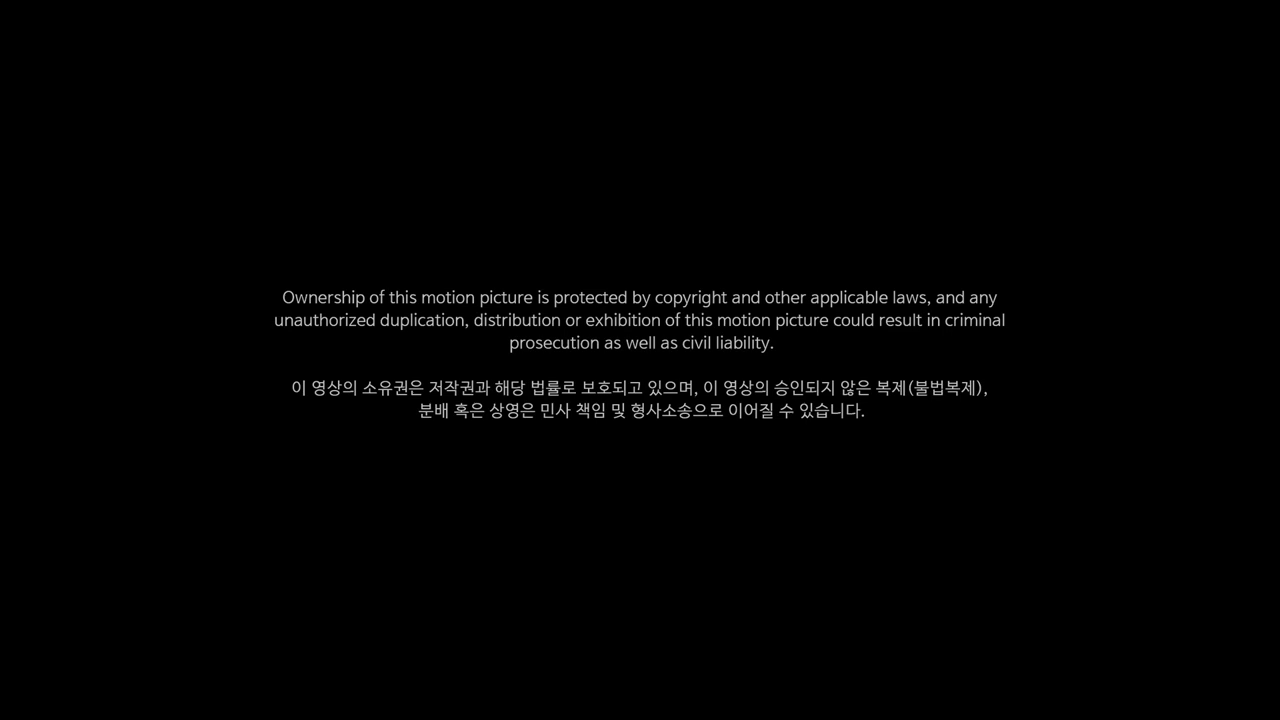 Ownership of this motion picture is protected by copyright and other applicable laws, and any
unauthorized duplication, distribution or exhibition of this motion picture could result in criminal
prosecution as well as civil liability.
이 영상의 소유권은 저작권과 해당 법률로 보호되고 있으며, 이 영상의 승인되지 않은 복제(불법복제),
분배 혹은 상영은 민사 책임 및 형사소송으로 이어질 수 있습니다.